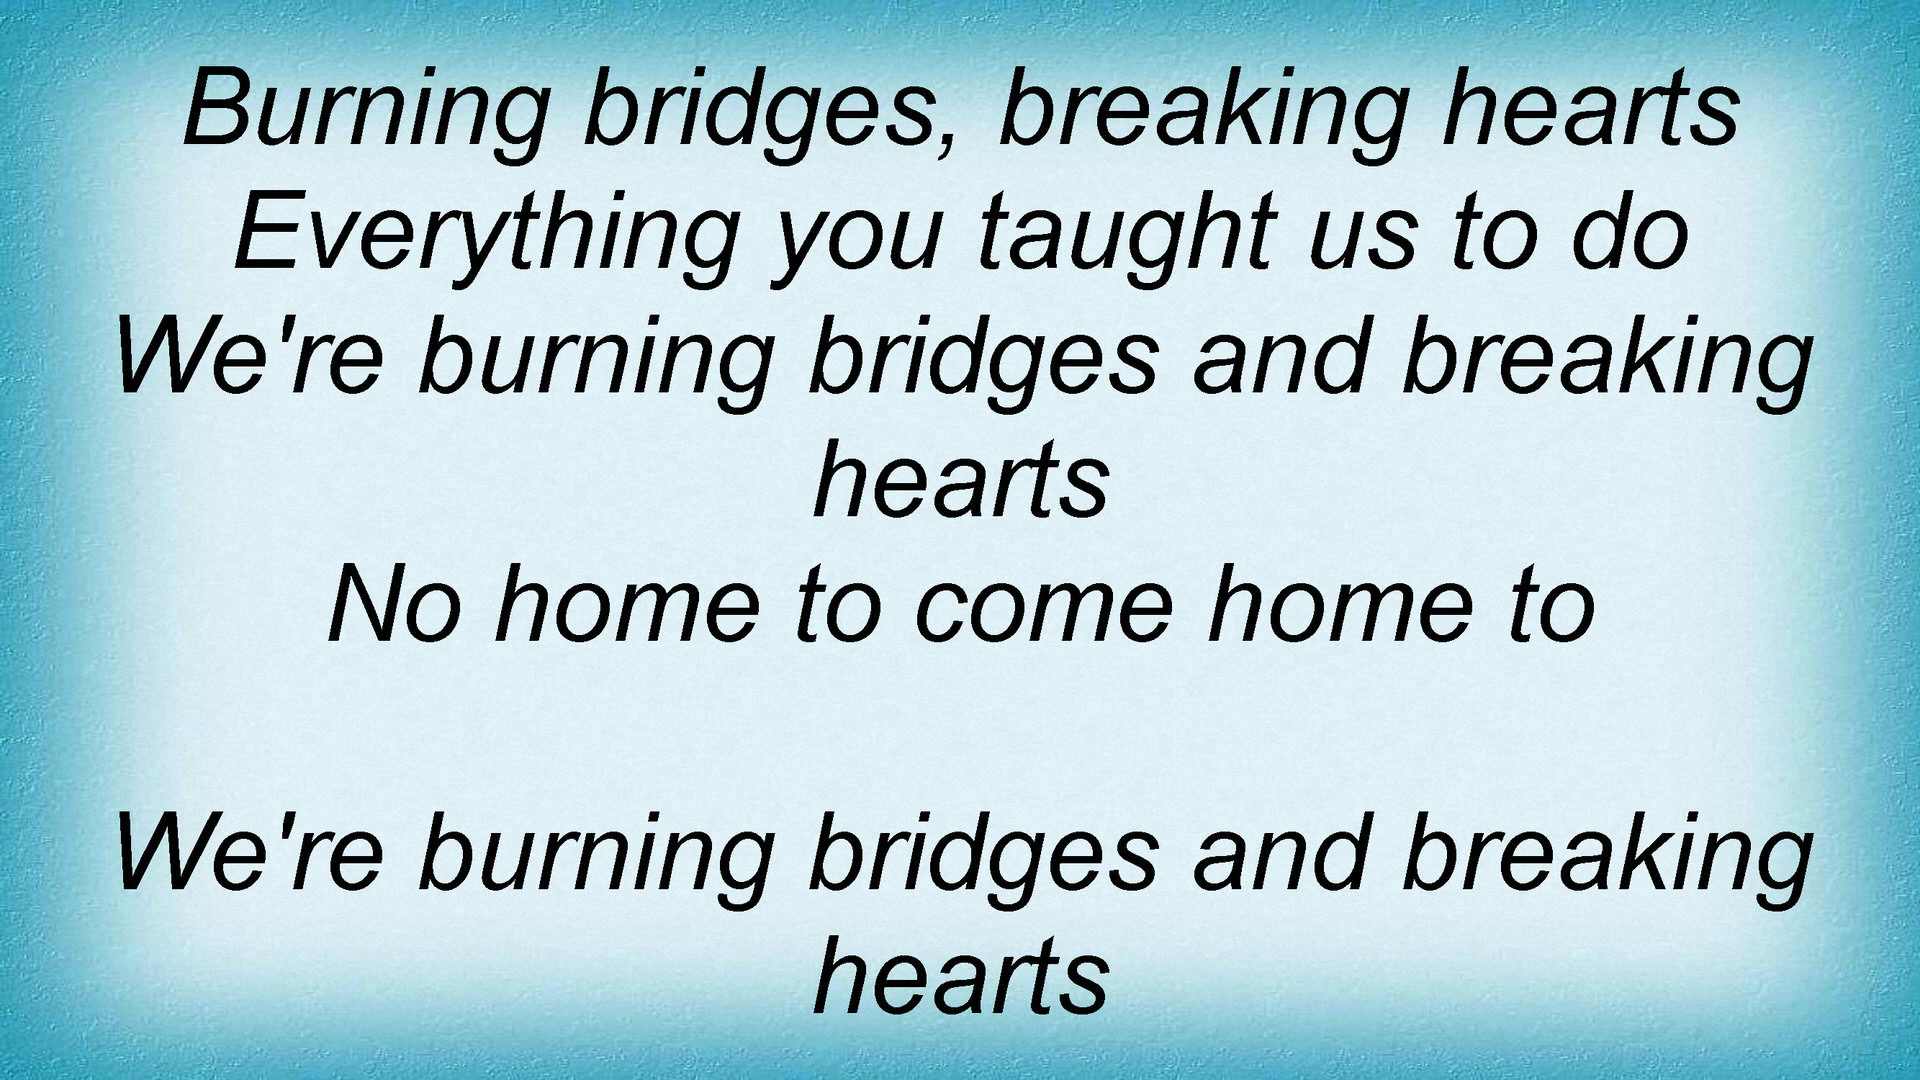 Burning bridges, breaking hearts
Everything you taught us to do
We're burning bridges and breaking
hearts
No home to come home to
We're burning bridges and breaking
hearts